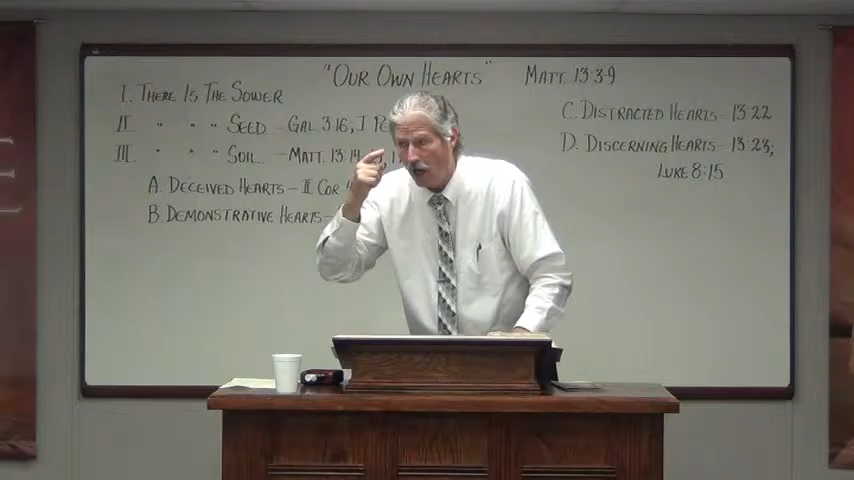 "OUR OWN HEARTS" MATT. 13:3-9
I. THERE IS THE SOWER
II " " " SEED - GAL 3:16, I
III. " " " SOIL - MATT. 13:14
A. DECEIVED HEARTS - II COR
B. DEMONSTRATIVE HEARTS -
C. DISTRACTED HEARTS - 13:22
D. DISCERNING HEARTS - 13:23;
LUKE 8:15